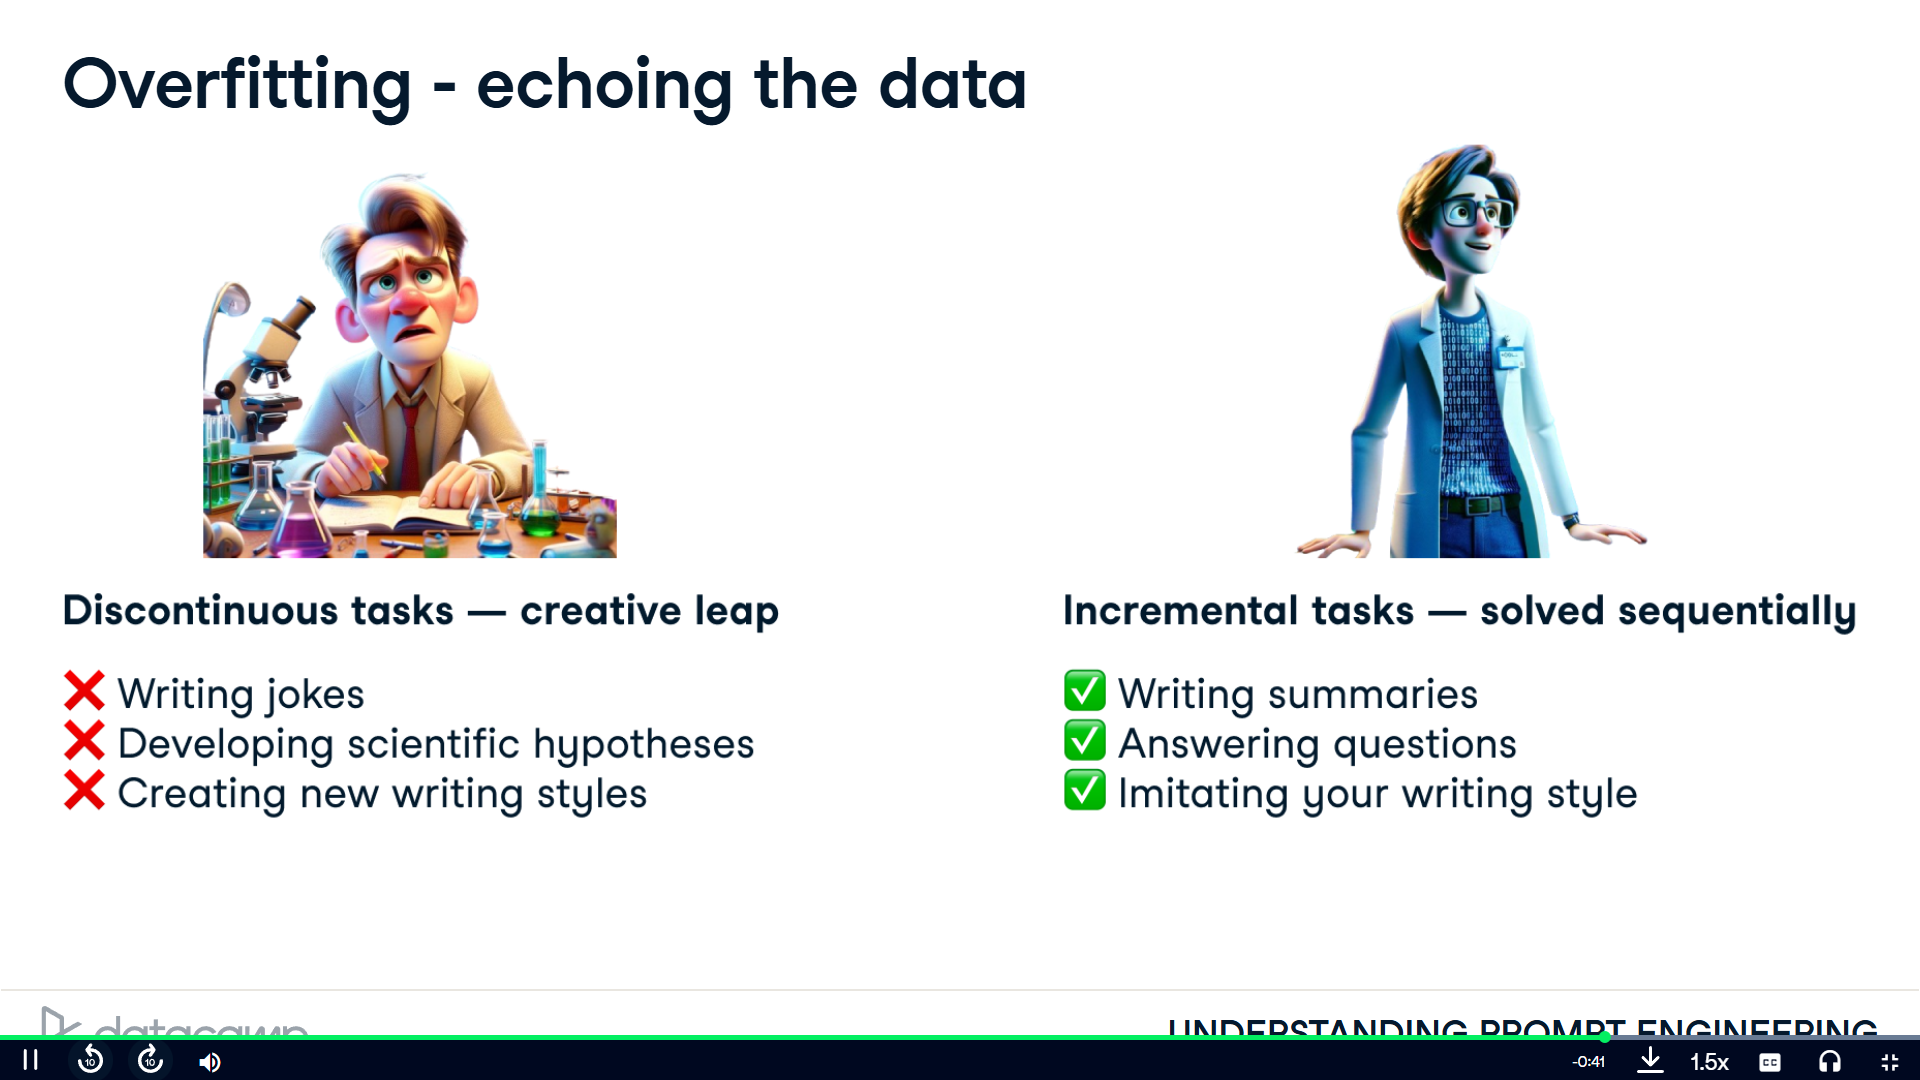 Overfitting - echoing the data
Discontinuous tasks — creative leap
❌ Writing jokes
❌ Developing scientific hypotheses
❌ Creating new writing styles
Incremental tasks — solved sequentially
✅ Writing summaries
✅ Answering questions
✅ Imitating your writing style
datacamp
UNDERSTANDING PROMPT ENGINEERING
10
10
-0:41
1.5x
CC